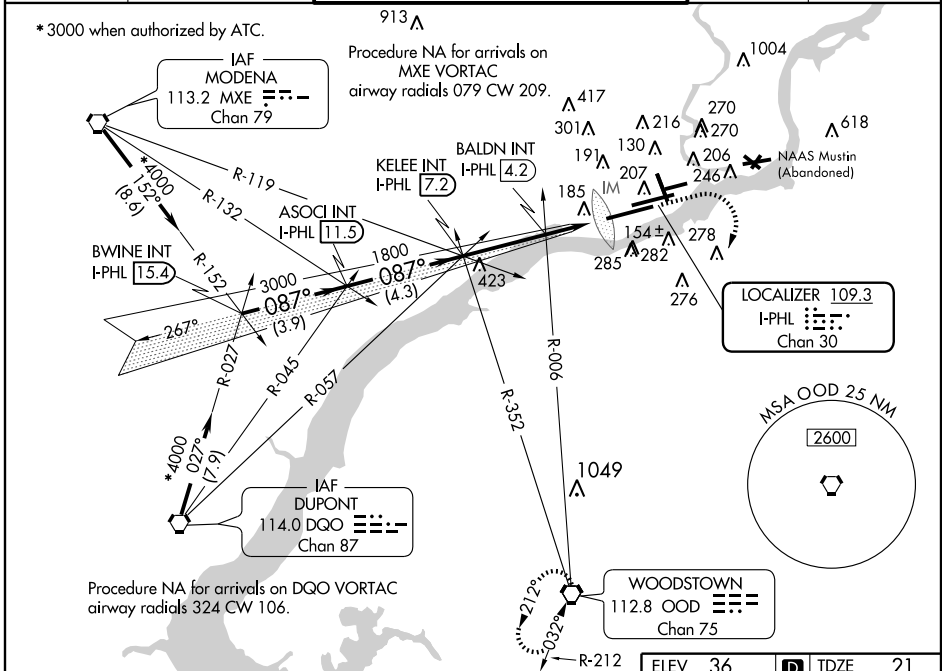 *3000 when authorized by ATC.
913
Procedure NA for arrivals on
MXE VORTAC
airway radials 079 CW 209.
IAF
MODENA
113.2 MXE
Chan 79
1004
417
301
216
270
270
618
130
191
206
246
NAAS Mustin
(Abandoned)
207
IM
185
BALDN INT
I-PHL 4.2
KELEE INT
I-PHL 7.2
ASOCI INT
I-PHL 11.5
BWINE INT
I-PHL 15.4
*4000
152°
(8.6)
R-119
R-132
R-152
3000
087°
(3.9)
1800
087°
(4.3)
267°
423
154±
285
282
278
276
LOCALIZER 109.3
I-PHL
Chan 30
R-027
R-045
R-057
R-352
R-006
*4000
027°
(7.9)
IAF
DUPONT
114.0 DQO
Chan 87
1049
MSA OOD 25 NM
2600
Procedure NA for arrivals on DQO VORTAC
airway radials 324 CW 106.
212°
032°
R-212
WOODSTOWN
112.8 OOD
Chan 75
ELEV 36
D
TDZE 21